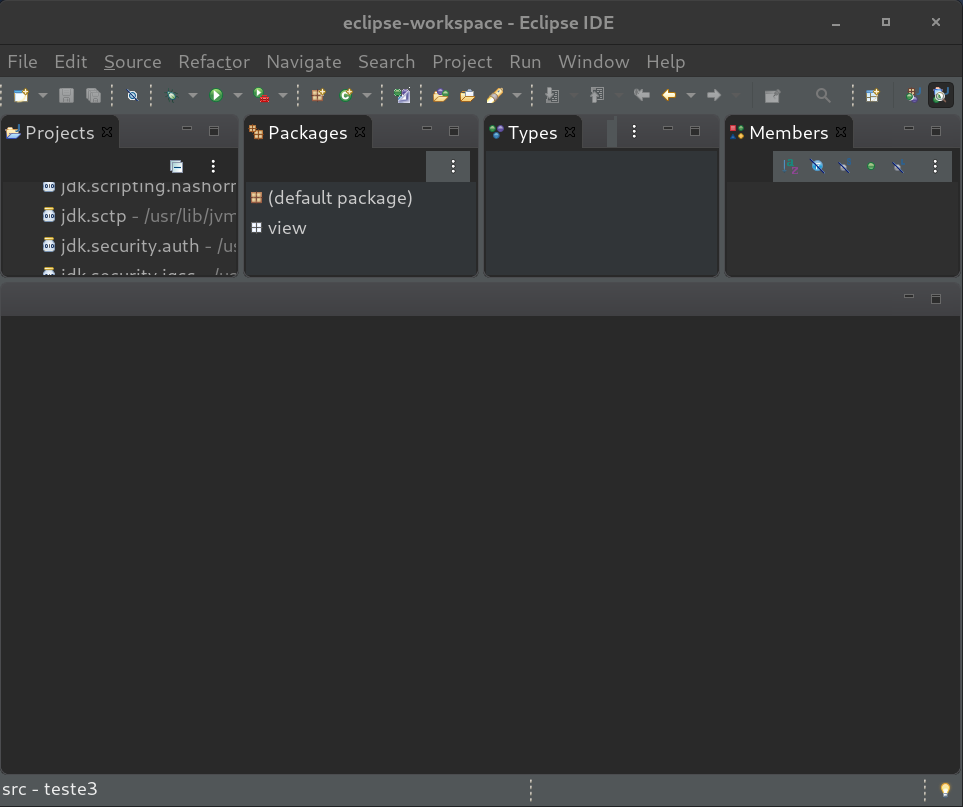 eclipse-workspace - Eclipse IDE
File Edit Source Refactor Navigate Search Project Run Window Help
Projects Packages Types Members
jdk.scripting.nashorn
jdk.sctp - /usr/lib/jvm
jdk.security.auth - /us
jdk.security.jgss - /us
(default package)
view
src - teste3